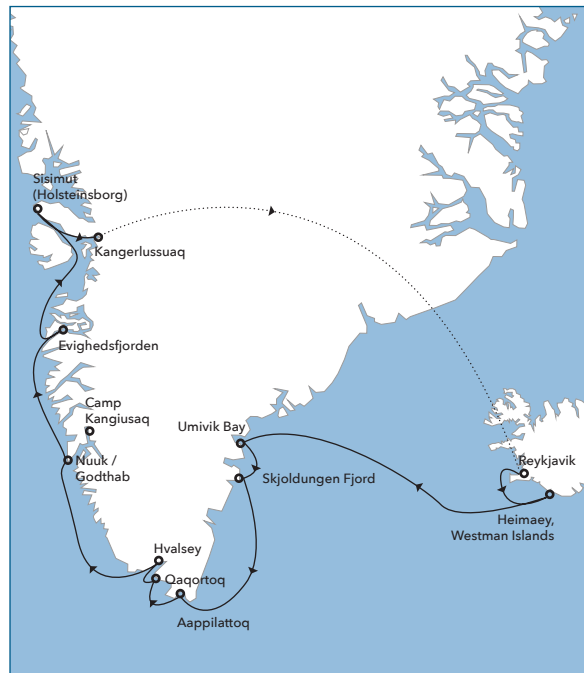 Sisimut
(Holsteinsborg)
Kangerlussuaq
Evighedsfjorden
Camp
Kangiusaq
Umivik Bay
Nuuk /
Godthab
Skjoldungen Fjord
Reykjavik
Heimaey,
Westman Islands
Hvalsey
Qaqortoq
Aappilattoq